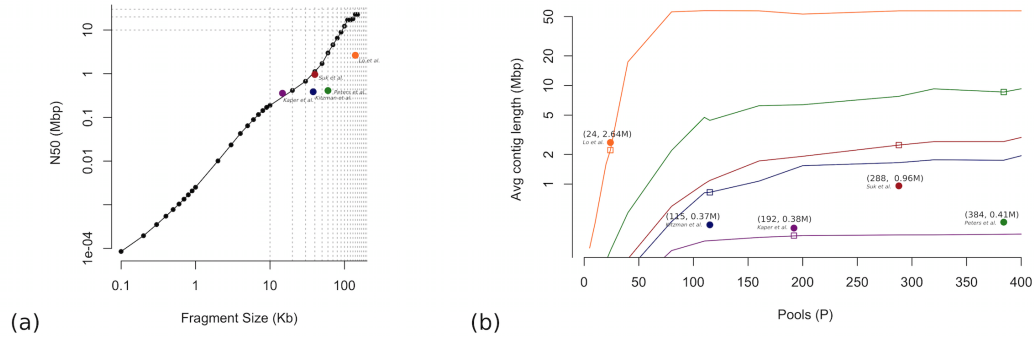 N50 (Mbp)
10
1
0.1
0.01
1e−04
Lo et al.
Suk et al.
Kaper et al.
Kitzman et al.
Peters et al.
0.1
1
10
100
Fragment Size (Kb)
(a)
Avg contig length (Mbp)
50
10
5
2
1
(24, 2.64M)
Lo et al.
(288, 0.96M)
Suk et al.
(115, 0.37M)
Kitzman et al.
(192, 0.38M)
Kaper et al.
(384, 0.41M)
Peters et al.
0
50
100
150
200
250
300
350
400
Pools (P)
(b)